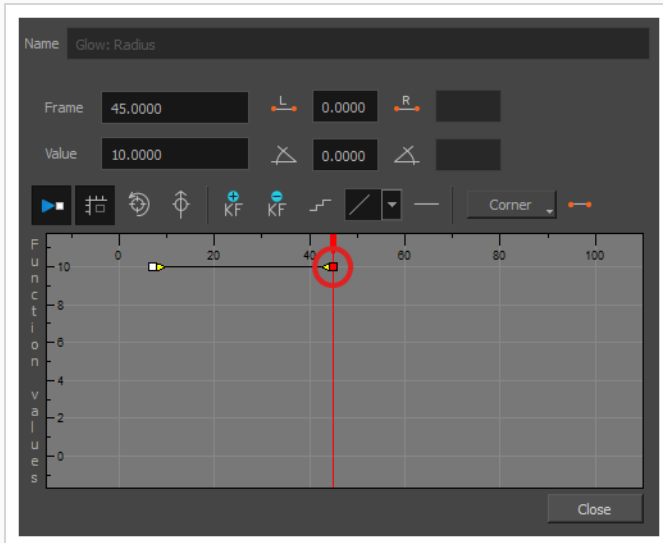 Name Glow: Radius
Frame 45.0000 L 0.0000 R
Value 10.0000 0.0000
KF KF Corner
Function values
0 20 40 60 80 100
10
8
6
4
2
0
Close